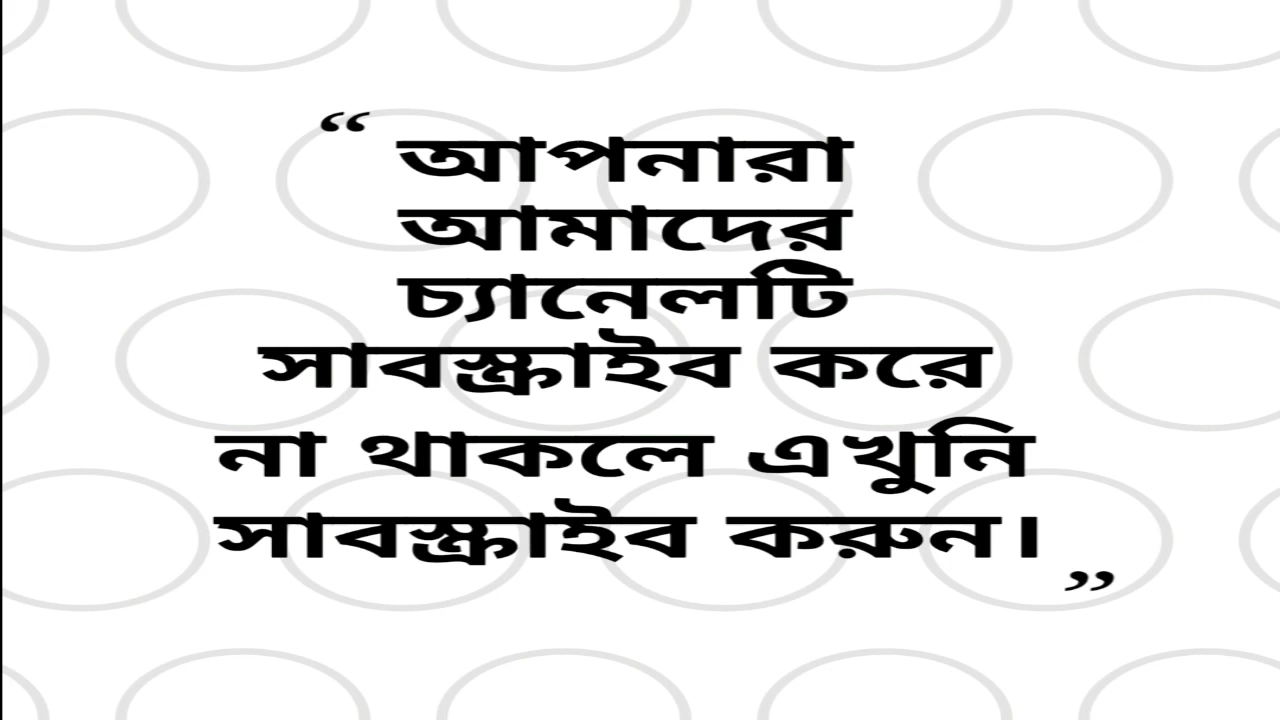 “ আপনারা
আমাদের
চ্যানেলটি
সাবস্ক্রাইব করে
না থাকলে এখুনি
সাবস্ক্রাইব করুন।
”